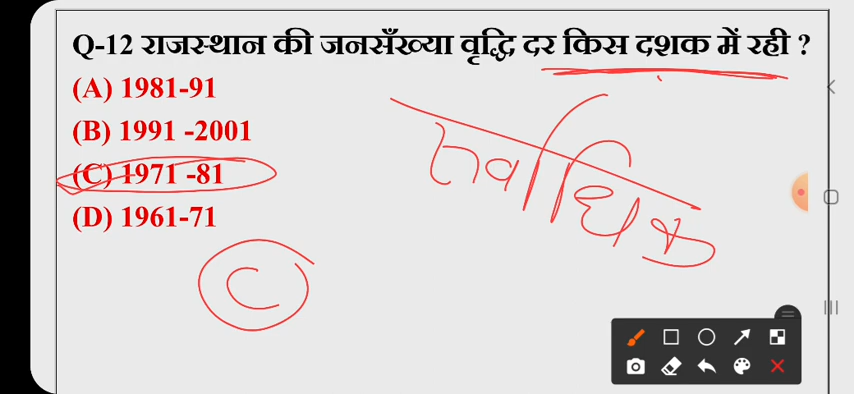 Q-12 राजस्थान की जनसँख्या वृद्धि दर किस दशक में रही ?
(A) 1981-91
(B) 1991 -2001
(C) 1971 -81
(D) 1961-71
सर्वाधिक
C